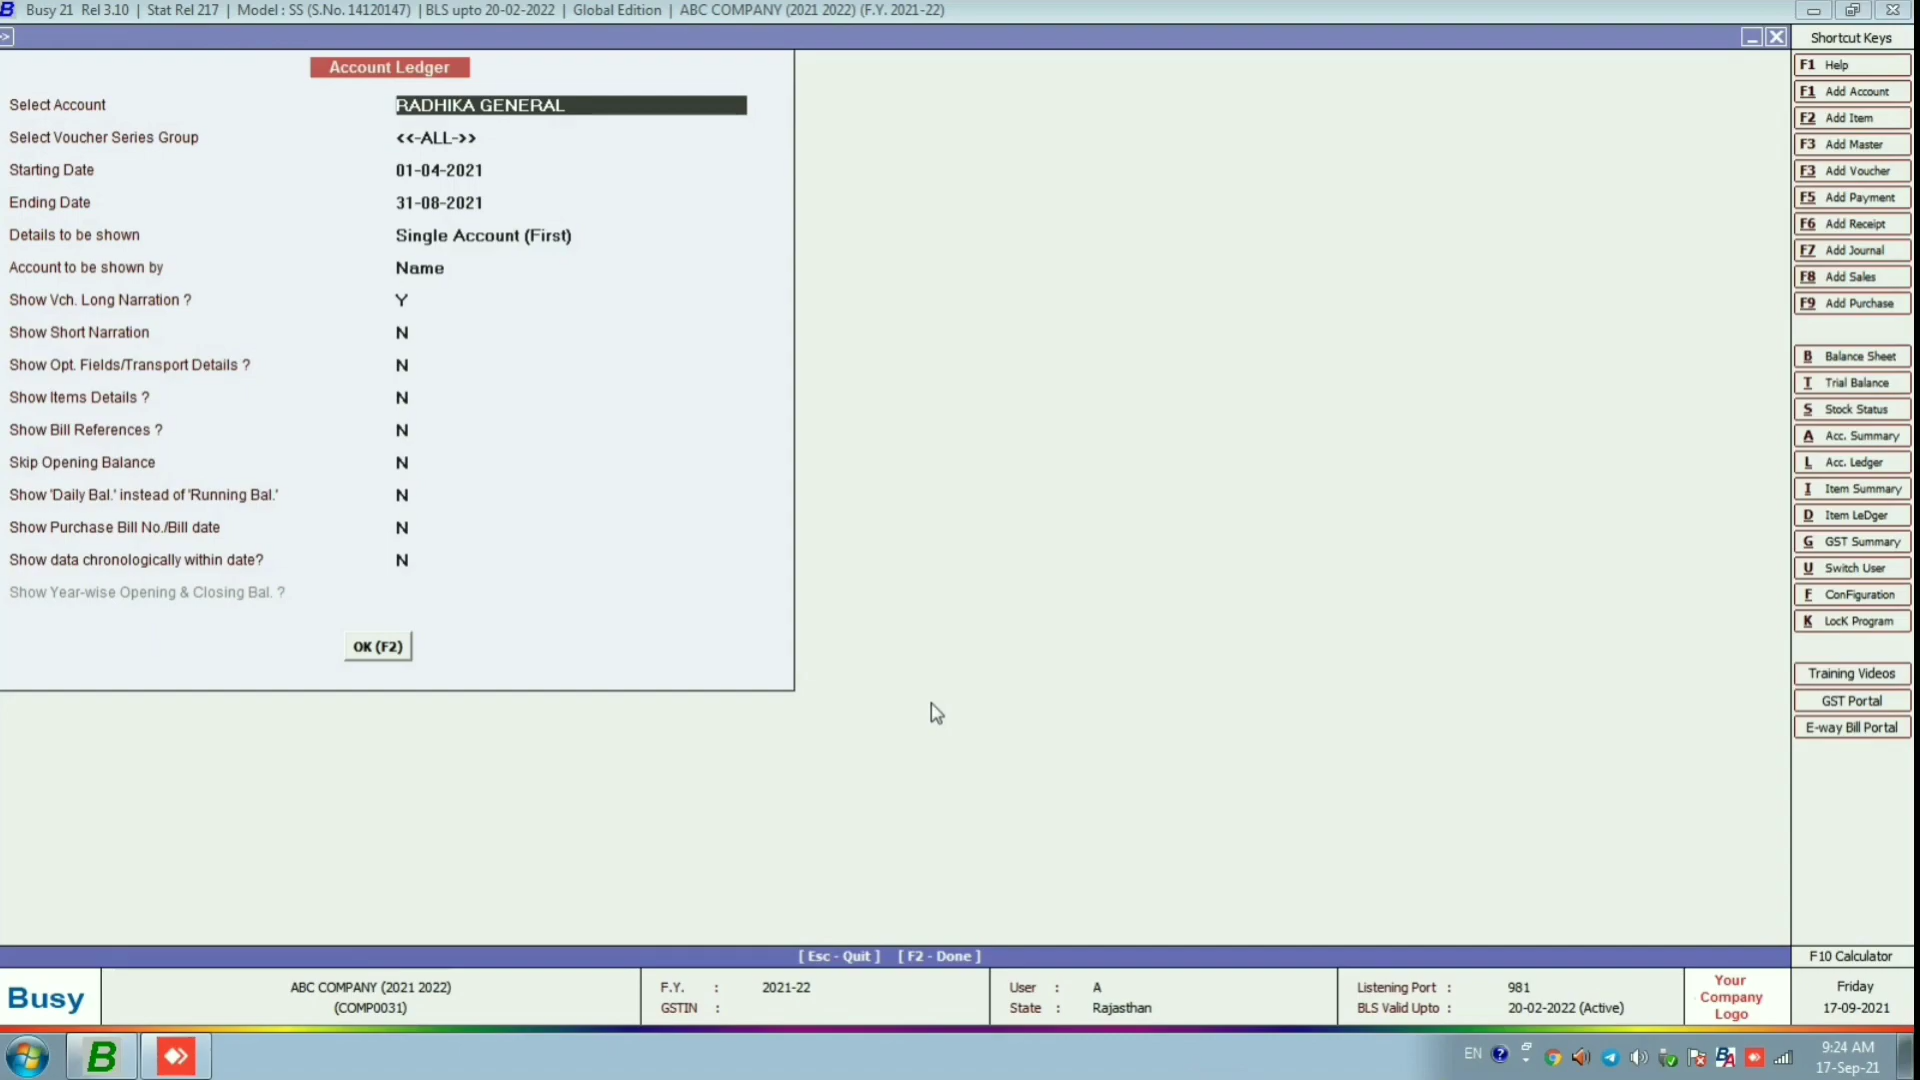 Busy 21 Rel 3.10 | Stat Rel 217 | Model : SS (S.No. 14120147) | BLS upto 20-02-2022 | Global Edition | ABC COMPANY (2021 2022) (F.Y. 2021-22)
>>
Account Ledger
Select Account RADHIKA GENERAL
Select Voucher Series Group <<-ALL->>
Starting Date 01-04-2021
Ending Date 31-08-2021
Details to be shown Single Account (First)
Account to be shown by Name
Show Vch. Long Narration ? Y
Show Short Narration N
Show Opt. Fields/Transport Details ? N
Show Items Details ? N
Show Bill References ? N
Skip Opening Balance N
Show 'Daily Bal.' instead of 'Running Bal.' N
Show Purchase Bill No./Bill date N
Show data chronologically within date? N
Show Year-wise Opening & Closing Bal. ?
OK (F2)
Shortcut Keys
F1 Help
F1 Add Account
F2 Add Item
F3 Add Master
F3 Add Voucher
F5 Add Payment
F6 Add Receipt
F7 Add Journal
F8 Add Sales
F9 Add Purchase
B Balance Sheet
T Trial Balance
S Stock Status
A Acc. Summary
L Acc. Ledger
I Item Summary
D Item LeDger
G GST Summary
U Switch User
F ConFiguration
K LocK Program
Training Videos
GST Portal
E-way Bill Portal
[ Esc - Quit ] [ F2 - Done ]
F10 Calculator
Busy
ABC COMPANY (2021 2022)
(COMP0031)
F.Y. : 2021-22
GSTIN :
User : A
State : Rajasthan
Listening Port : 981
BLS Valid Upto : 20-02-2022 (Active)
Your
Company
Logo
Friday
17-09-2021
EN
9:24 AM
17-Sep-21